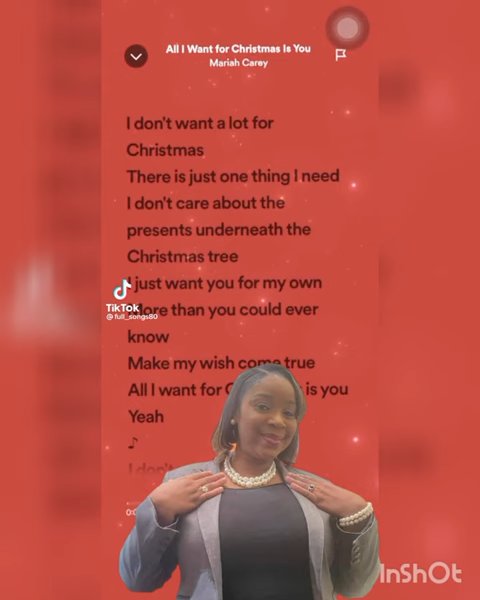 All I Want for Christmas Is You
Mariah Carey
I don't want a lot for
Christmas
There is just one thing I need
I don't care about the
presents underneath the
Christmas tree
I just want you for my own
More than you could ever
know
Make my wish come true
All I want for is you
Yeah
♪
I don't
TikTok
@full_songs80
InShOt